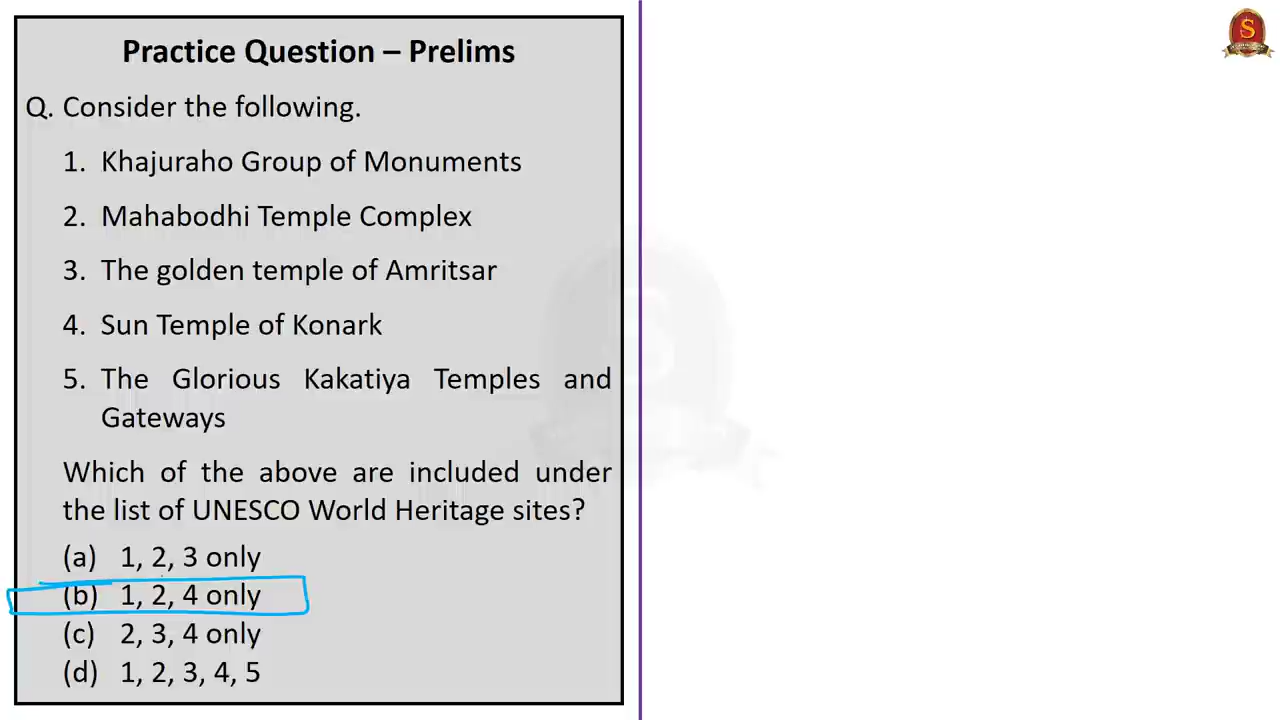 Practice Question – Prelims
Q. Consider the following.
1. Khajuraho Group of Monuments
2. Mahabodhi Temple Complex
3. The golden temple of Amritsar
4. Sun Temple of Konark
5. The Glorious Kakatiya Temples and
Gateways
Which of the above are included under
the list of UNESCO World Heritage sites?
(a) 1, 2, 3 only
(b) 1, 2, 4 only
(c) 2, 3, 4 only
(d) 1, 2, 3, 4, 5
S